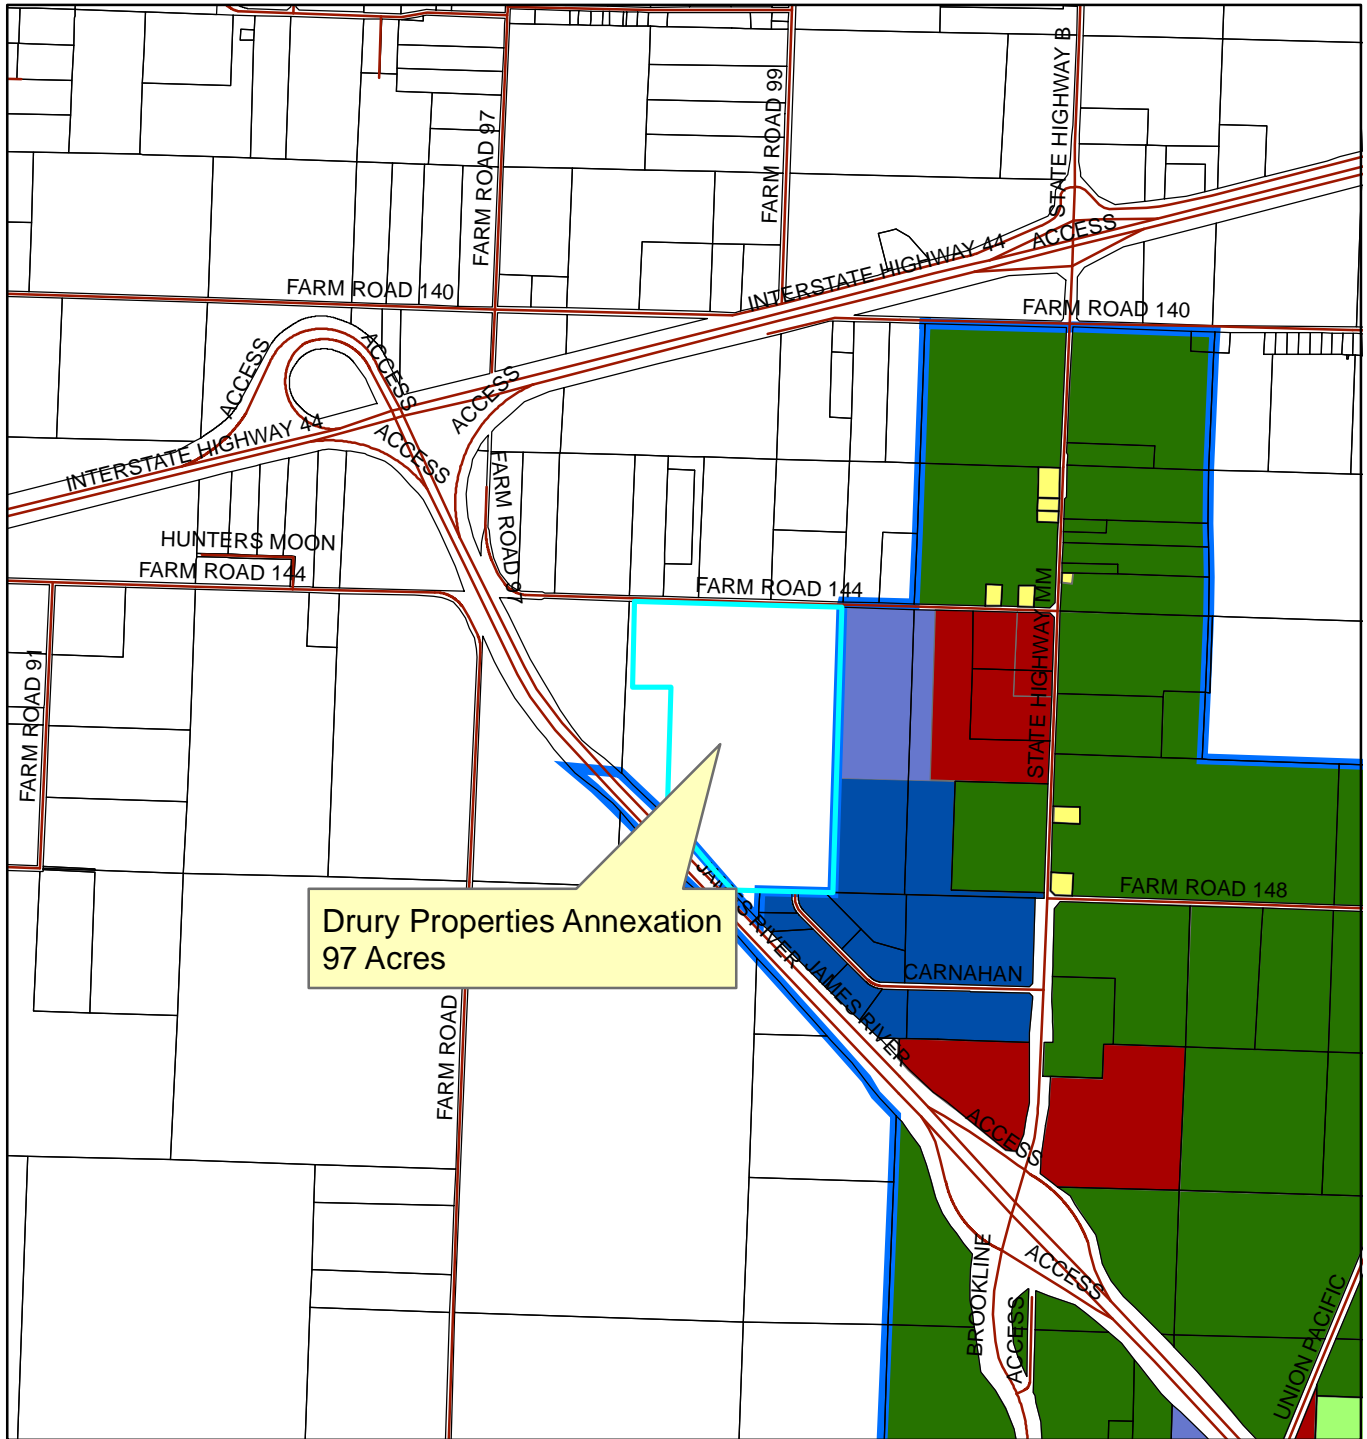 STATE HIGHWAY B
FARM ROAD 99
FARM ROAD 97
ACCESS
INTERSTATE HIGHWAY 44
FARM ROAD 140
FARM ROAD 140
ACCESS
ACCESS
ACCESS
INTERSTATE HIGHWAY 44
ACCESS
FARM ROAD 97
HUNTERS MOON
FARM ROAD 144
FARM ROAD 144
STATE HIGHWAY MM
FARM ROAD 91
FARM ROAD 148
Drury Properties Annexation
97 Acres
JAMES RIVER
JAMES RIVER
CARNAHAN
FARM ROAD
ACCESS
ACCESS
BROOKLINE
ACCESS
UNION PACIFIC